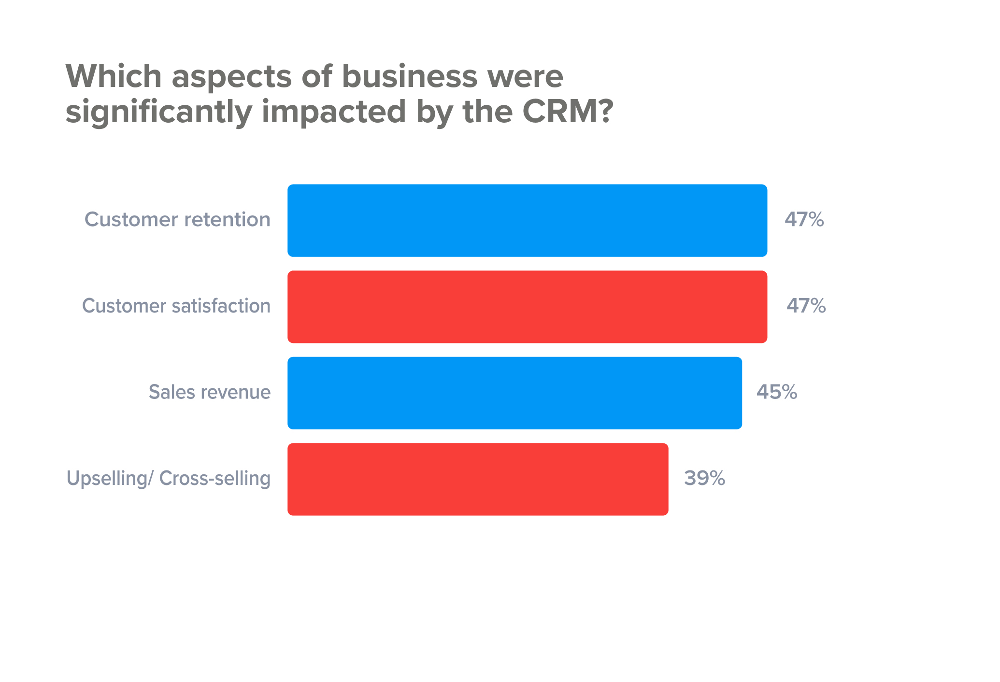 Which aspects of business were
significantly impacted by the CRM?
Customer retention 47%
Customer satisfaction 47%
Sales revenue 45%
Upselling/ Cross-selling 39%